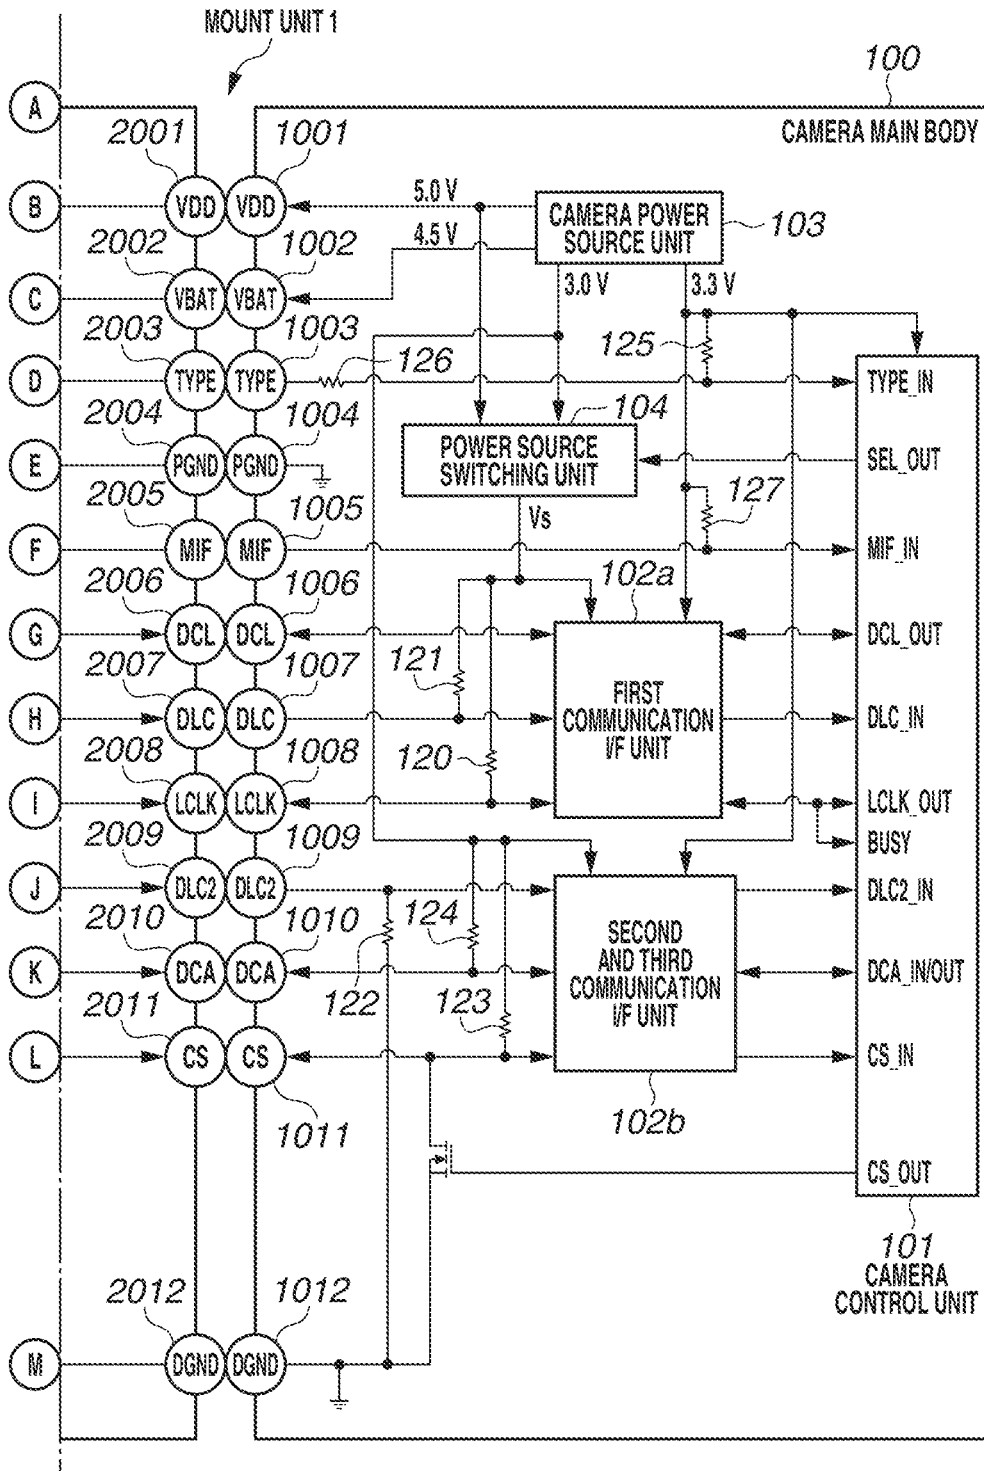 MOUNT UNIT 1
100
CAMERA MAIN BODY
A
2001
1001
B
VDD
VDD
5.0 V
CAMERA POWER
SOURCE UNIT
103
2002
1002
4.5 V
C
VBAT
VBAT
3.0 V
3.3 V
2003
1003
126
125
D
TYPE
TYPE
TYPE_IN
2004
1004
104
E
PGND
PGND
POWER SOURCE
SWITCHING UNIT
SEL_OUT
2005
1005
Vs
127
F
MIF
MIF
MIF_IN
2006
1006
102a
G
DCL
DCL
DCL_OUT
2007
1007
121
H
DLC
DLC
FIRST
COMMUNICATION
I/F UNIT
DLC_IN
2008
1008
120
I
LCLK
LCLK
LCLK_OUT
BUSY
2009
1009
J
DLC2
DLC2
DLC2_IN
2010
1010
124
122
K
DCA
DCA
SECOND
AND THIRD
COMMUNICATION
I/F UNIT
DCA_IN/OUT
2011
123
L
CS
CS
CS_IN
1011
102b
CS_OUT
101
CAMERA
CONTROL UNIT
2012
1012
M
DGND
DGND